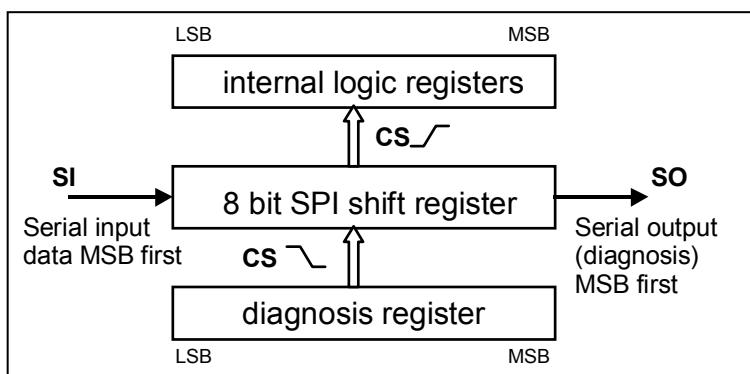 LSB MSB
internal logic registers
CS
SI
SO
8 bit SPI shift register
Serial input
data MSB first
Serial output
(diagnosis)
MSB first
CS
diagnosis register
LSB MSB